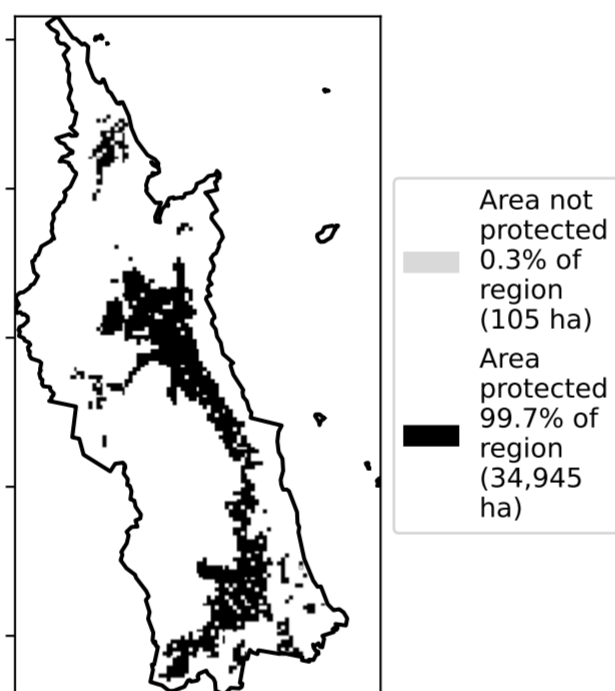 Area not
protected
0.3% of
region
(105 ha)
Area
protected
99.7% of
region
(34,945
ha)